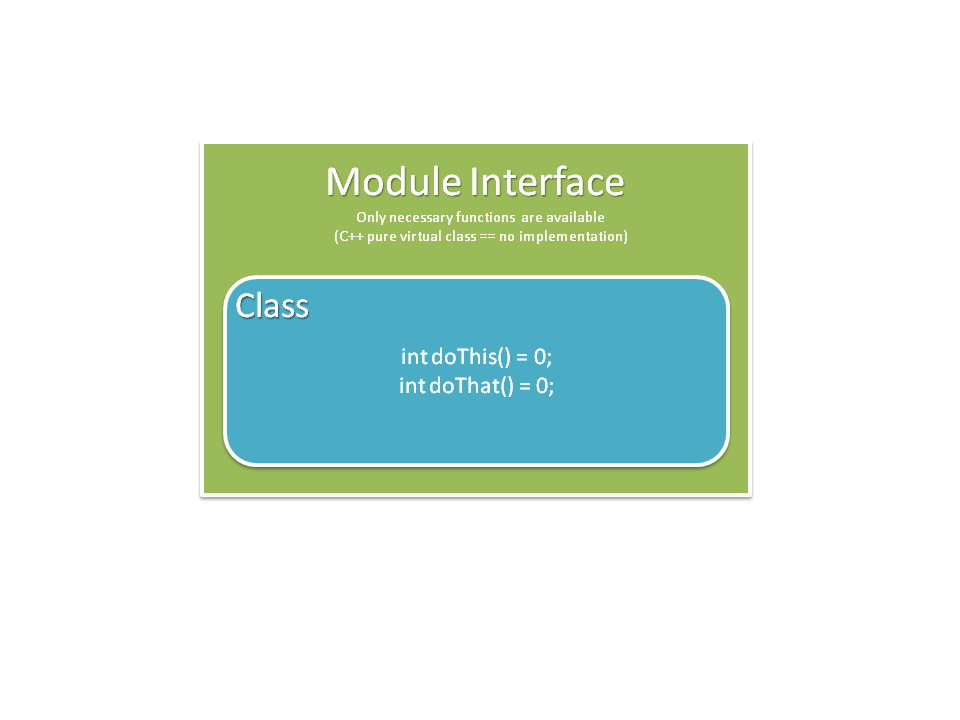 Module Interface
Only necessary functions are available
(C++ pure virtual class == no implementation)
Class
int doThis() = 0;
int doThat() = 0;